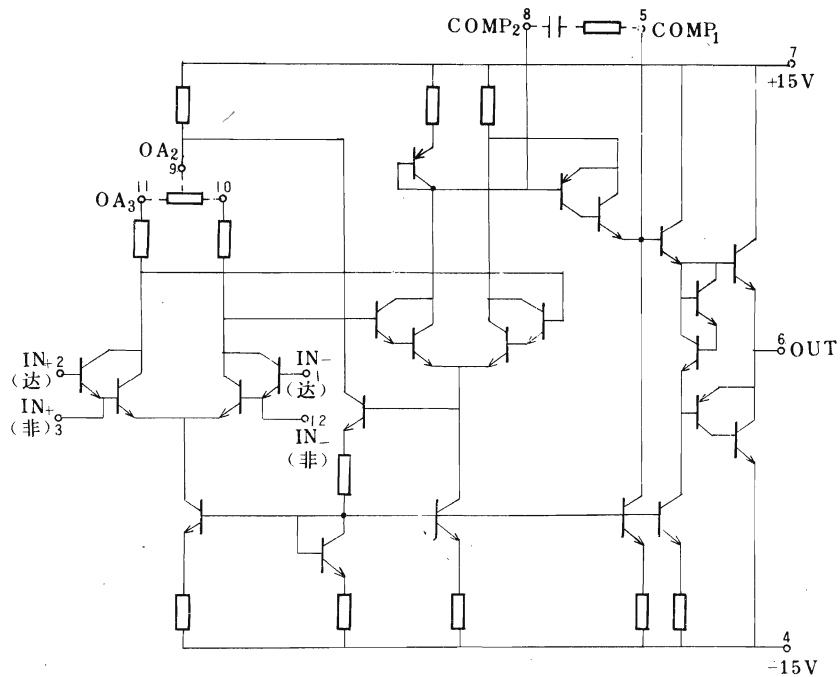 8
5
COMP₂
COMP₁
7
+15V
OA₂
9
11
10
OA₃
IN+2
(达)
IN+
(非)3
IN−
1
(达)
12
IN−
(非)
6
OUT
4
−15V